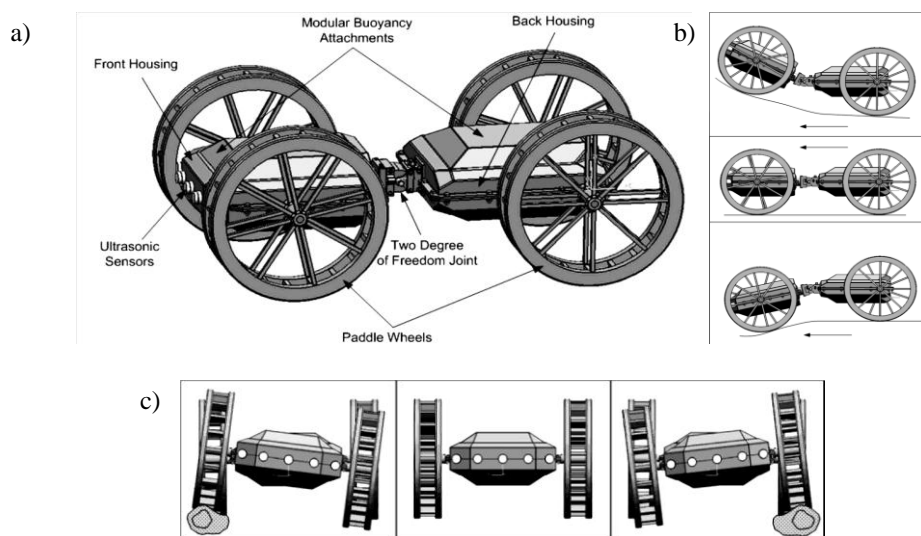 a)
Modular Buoyancy
Attachments
Back Housing
Front Housing
Ultrasonic
Sensors
Two Degree
of Freedom Joint
Paddle Wheels
b)
c)